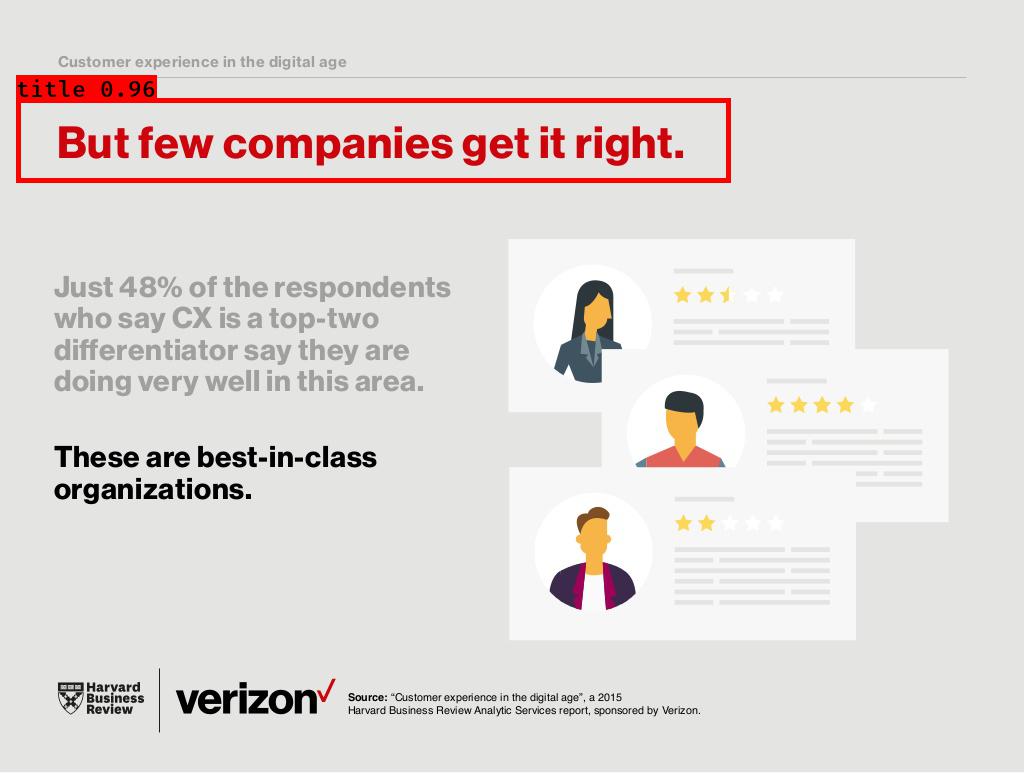 Customer experience in the digital age
title 0.96
But few companies get it right.
Just 48% of the respondents
who say CX is a top-two
differentiator say they are
doing very well in this area.
These are best-in-class
organizations.
Harvard
Business
Review
verizon✓
Source: “Customer experience in the digital age”, a 2015
Harvard Business Review Analytic Services report, sponsored by Verizon.